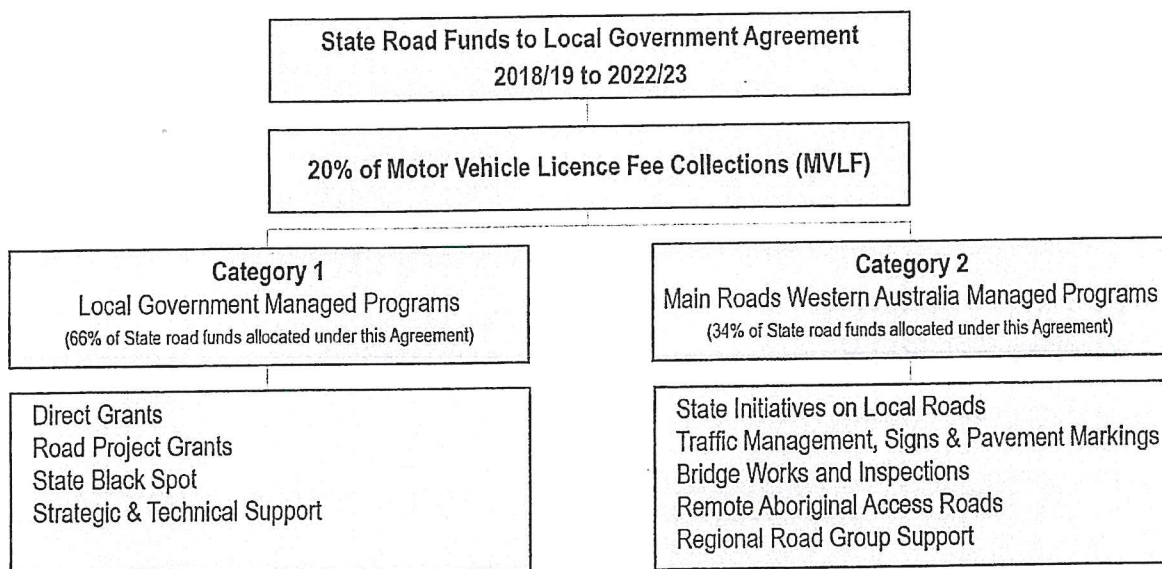 State Road Funds to Local Government Agreement
2018/19 to 2022/23
20% of Motor Vehicle Licence Fee Collections (MVLF)
Category 1
Local Government Managed Programs
(66% of State road funds allocated under this Agreement)
Category 2
Main Roads Western Australia Managed Programs
(34% of State road funds allocated under this Agreement)
Direct Grants
Road Project Grants
State Black Spot
Strategic & Technical Support
State Initiatives on Local Roads
Traffic Management, Signs & Pavement Markings
Bridge Works and Inspections
Remote Aboriginal Access Roads
Regional Road Group Support